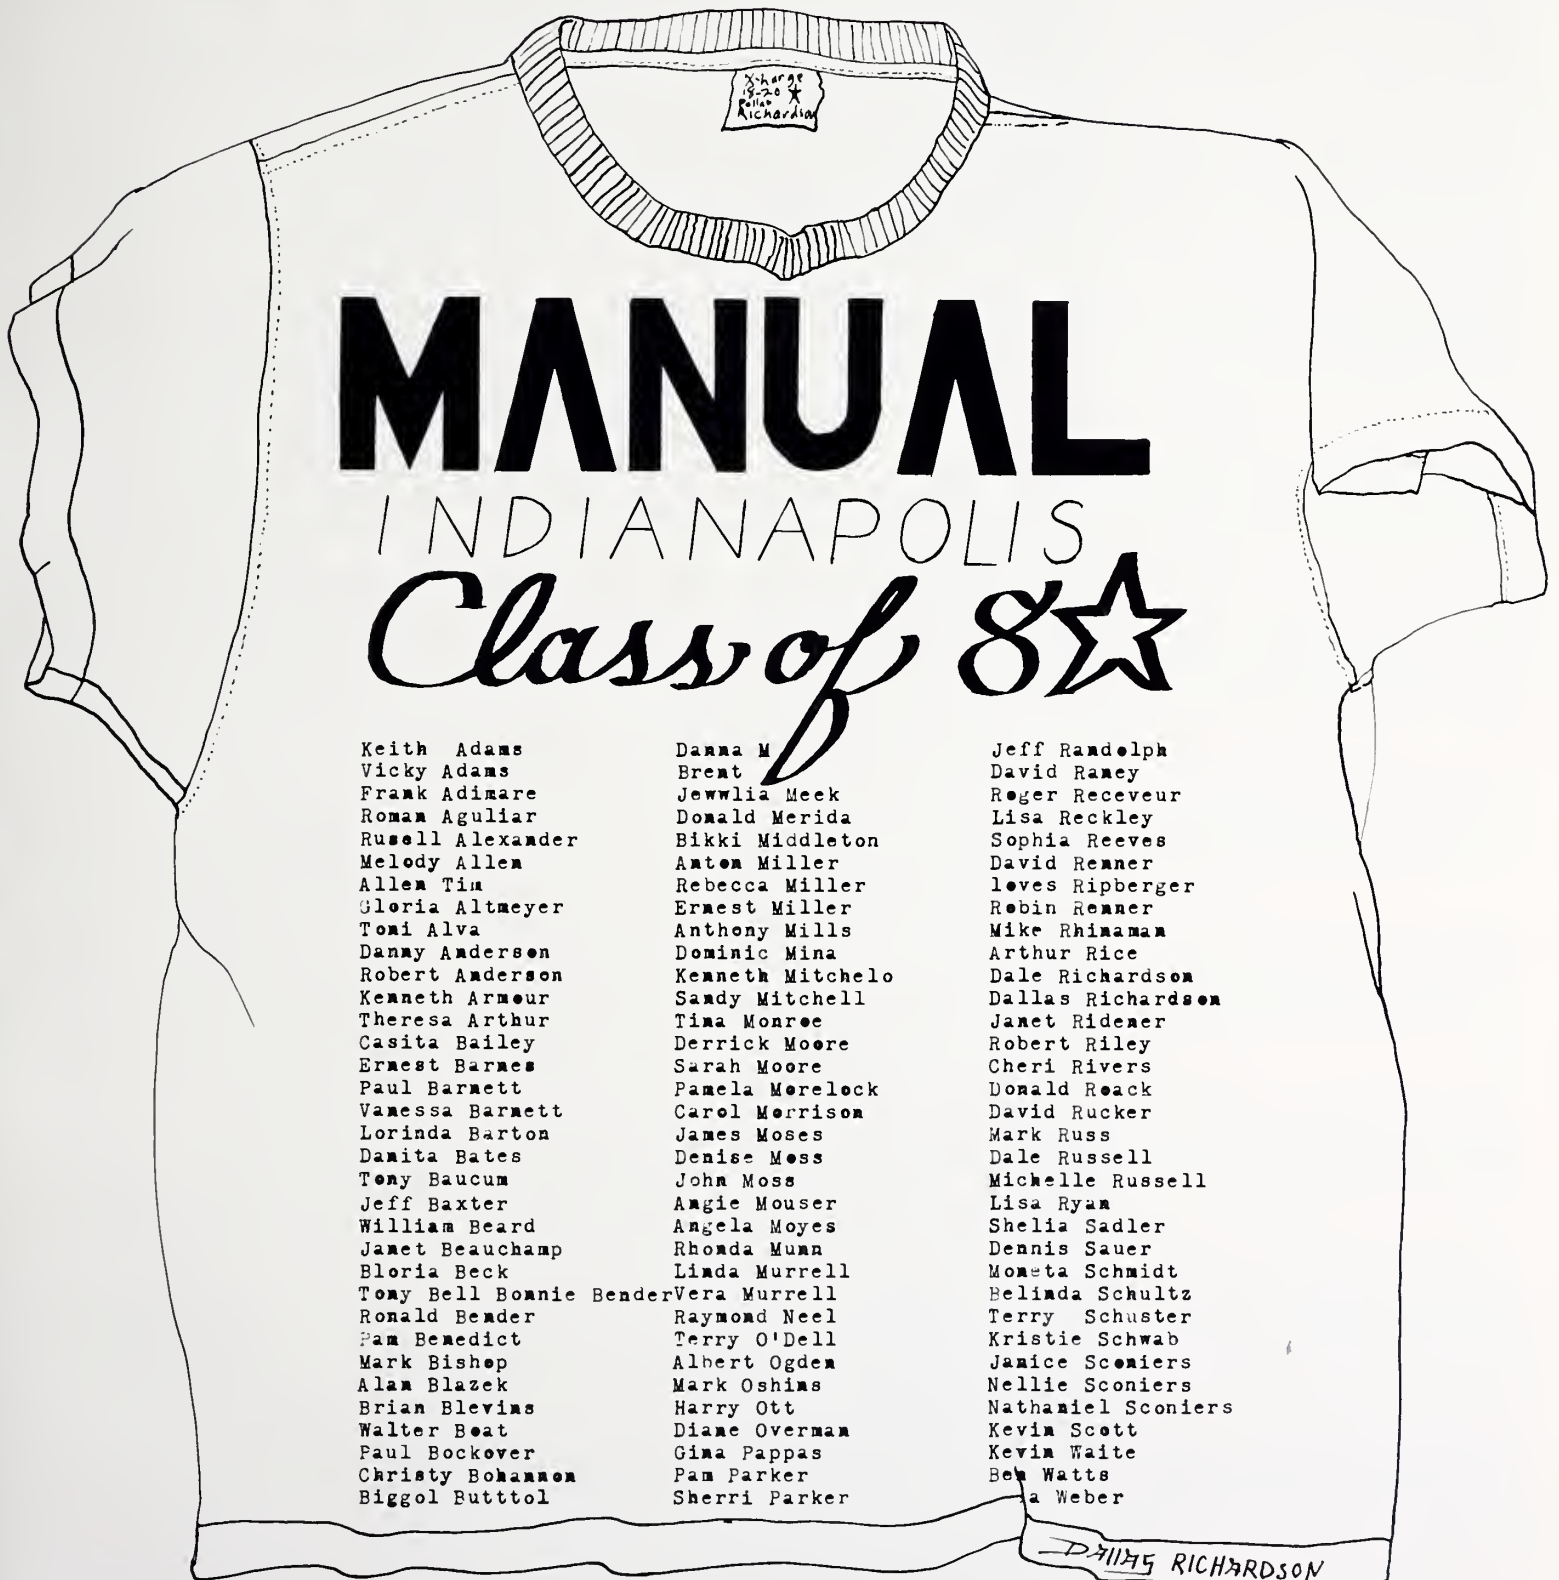 X-harge
18-20 ★
Richardson
MANUAL
INDIANAPOLIS
Class of 8☆
Keith  Adams
Vicky Adams
Frank Adimare
Roman Aguliar
Rusell Alexander
Melody Allen
Allen Tim
Gloria Altmeyer
Toni Alva
Danny Anderson
Robert Anderson
Kenneth Armour
Theresa Arthur
Casita Bailey
Ernest Barnes
Paul Barnett
Vanessa Barnett
Lorinda Barton
Danita Bates
Tony Baucum
Jeff Baxter
William Beard
Janet Beauchamp
Bloria Beck
Tony Bell Bonnie Bender
Ronald Bender
Pam Benedict
Mark Bishop
Alan Blazek
Brian Blevins
Walter Boat
Paul Bockover
Christy Bohannon
Biggol Butttol
Danna M
Brent
Jewwlia Meek
Donald Merida
Bikki Middleton
Anton Miller
Rebecca Miller
Ernest Miller
Anthony Mills
Dominic Mina
Kenneth Mitchelo
Sandy Mitchell
Tina Monroe
Derrick Moore
Sarah Moore
Pamela Morelock
Carol Morrison
James Moses
Denise Moss
John Moss
Angie Mouser
Angela Moyes
Rhonda Munn
Linda Murrell
Vera Murrell
Raymond Neel
Terry O'Dell
Albert Ogden
Mark Oshins
Harry Ott
Diane Overman
Gina Pappas
Pam Parker
Sherri Parker
Jeff Randolph
David Raney
Roger Receveur
Lisa Reckley
Sophia Reeves
David Renner
loves Ripberger
Robin Renner
Mike Rhinaman
Arthur Rice
Dale Richardson
Dallas Richardson
Janet Ridener
Robert Riley
Cheri Rivers
Donald Roack
David Rucker
Mark Russ
Dale Russell
Michelle Russell
Lisa Ryan
Shelia Sadler
Dennis Sauer
Moneta Schmidt
Belinda Schultz
Terry  Schuster
Kristie Schwab
Janice Sconiers
Nellie Sconiers
Nathaniel Sconiers
Kevin Scott
Kevin Waite
Ben Watts
a Weber
DAllAS RICHARDSON